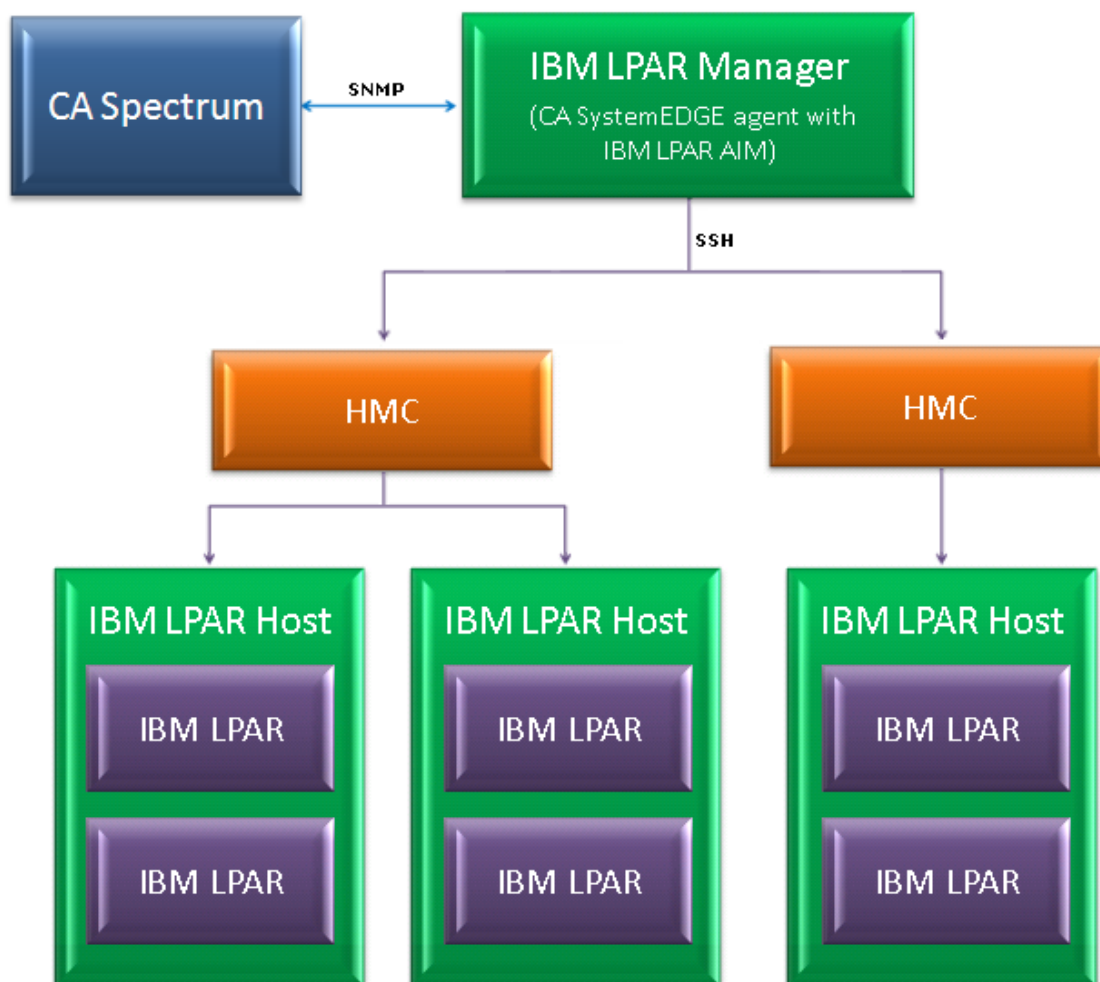 CA Spectrum
SNMP
IBM LPAR Manager
(CA SystemEDGE agent with
IBM LPAR AIM)
SSH
HMC
HMC
IBM LPAR Host
IBM LPAR
IBM LPAR
IBM LPAR Host
IBM LPAR
IBM LPAR
IBM LPAR Host
IBM LPAR
IBM LPAR